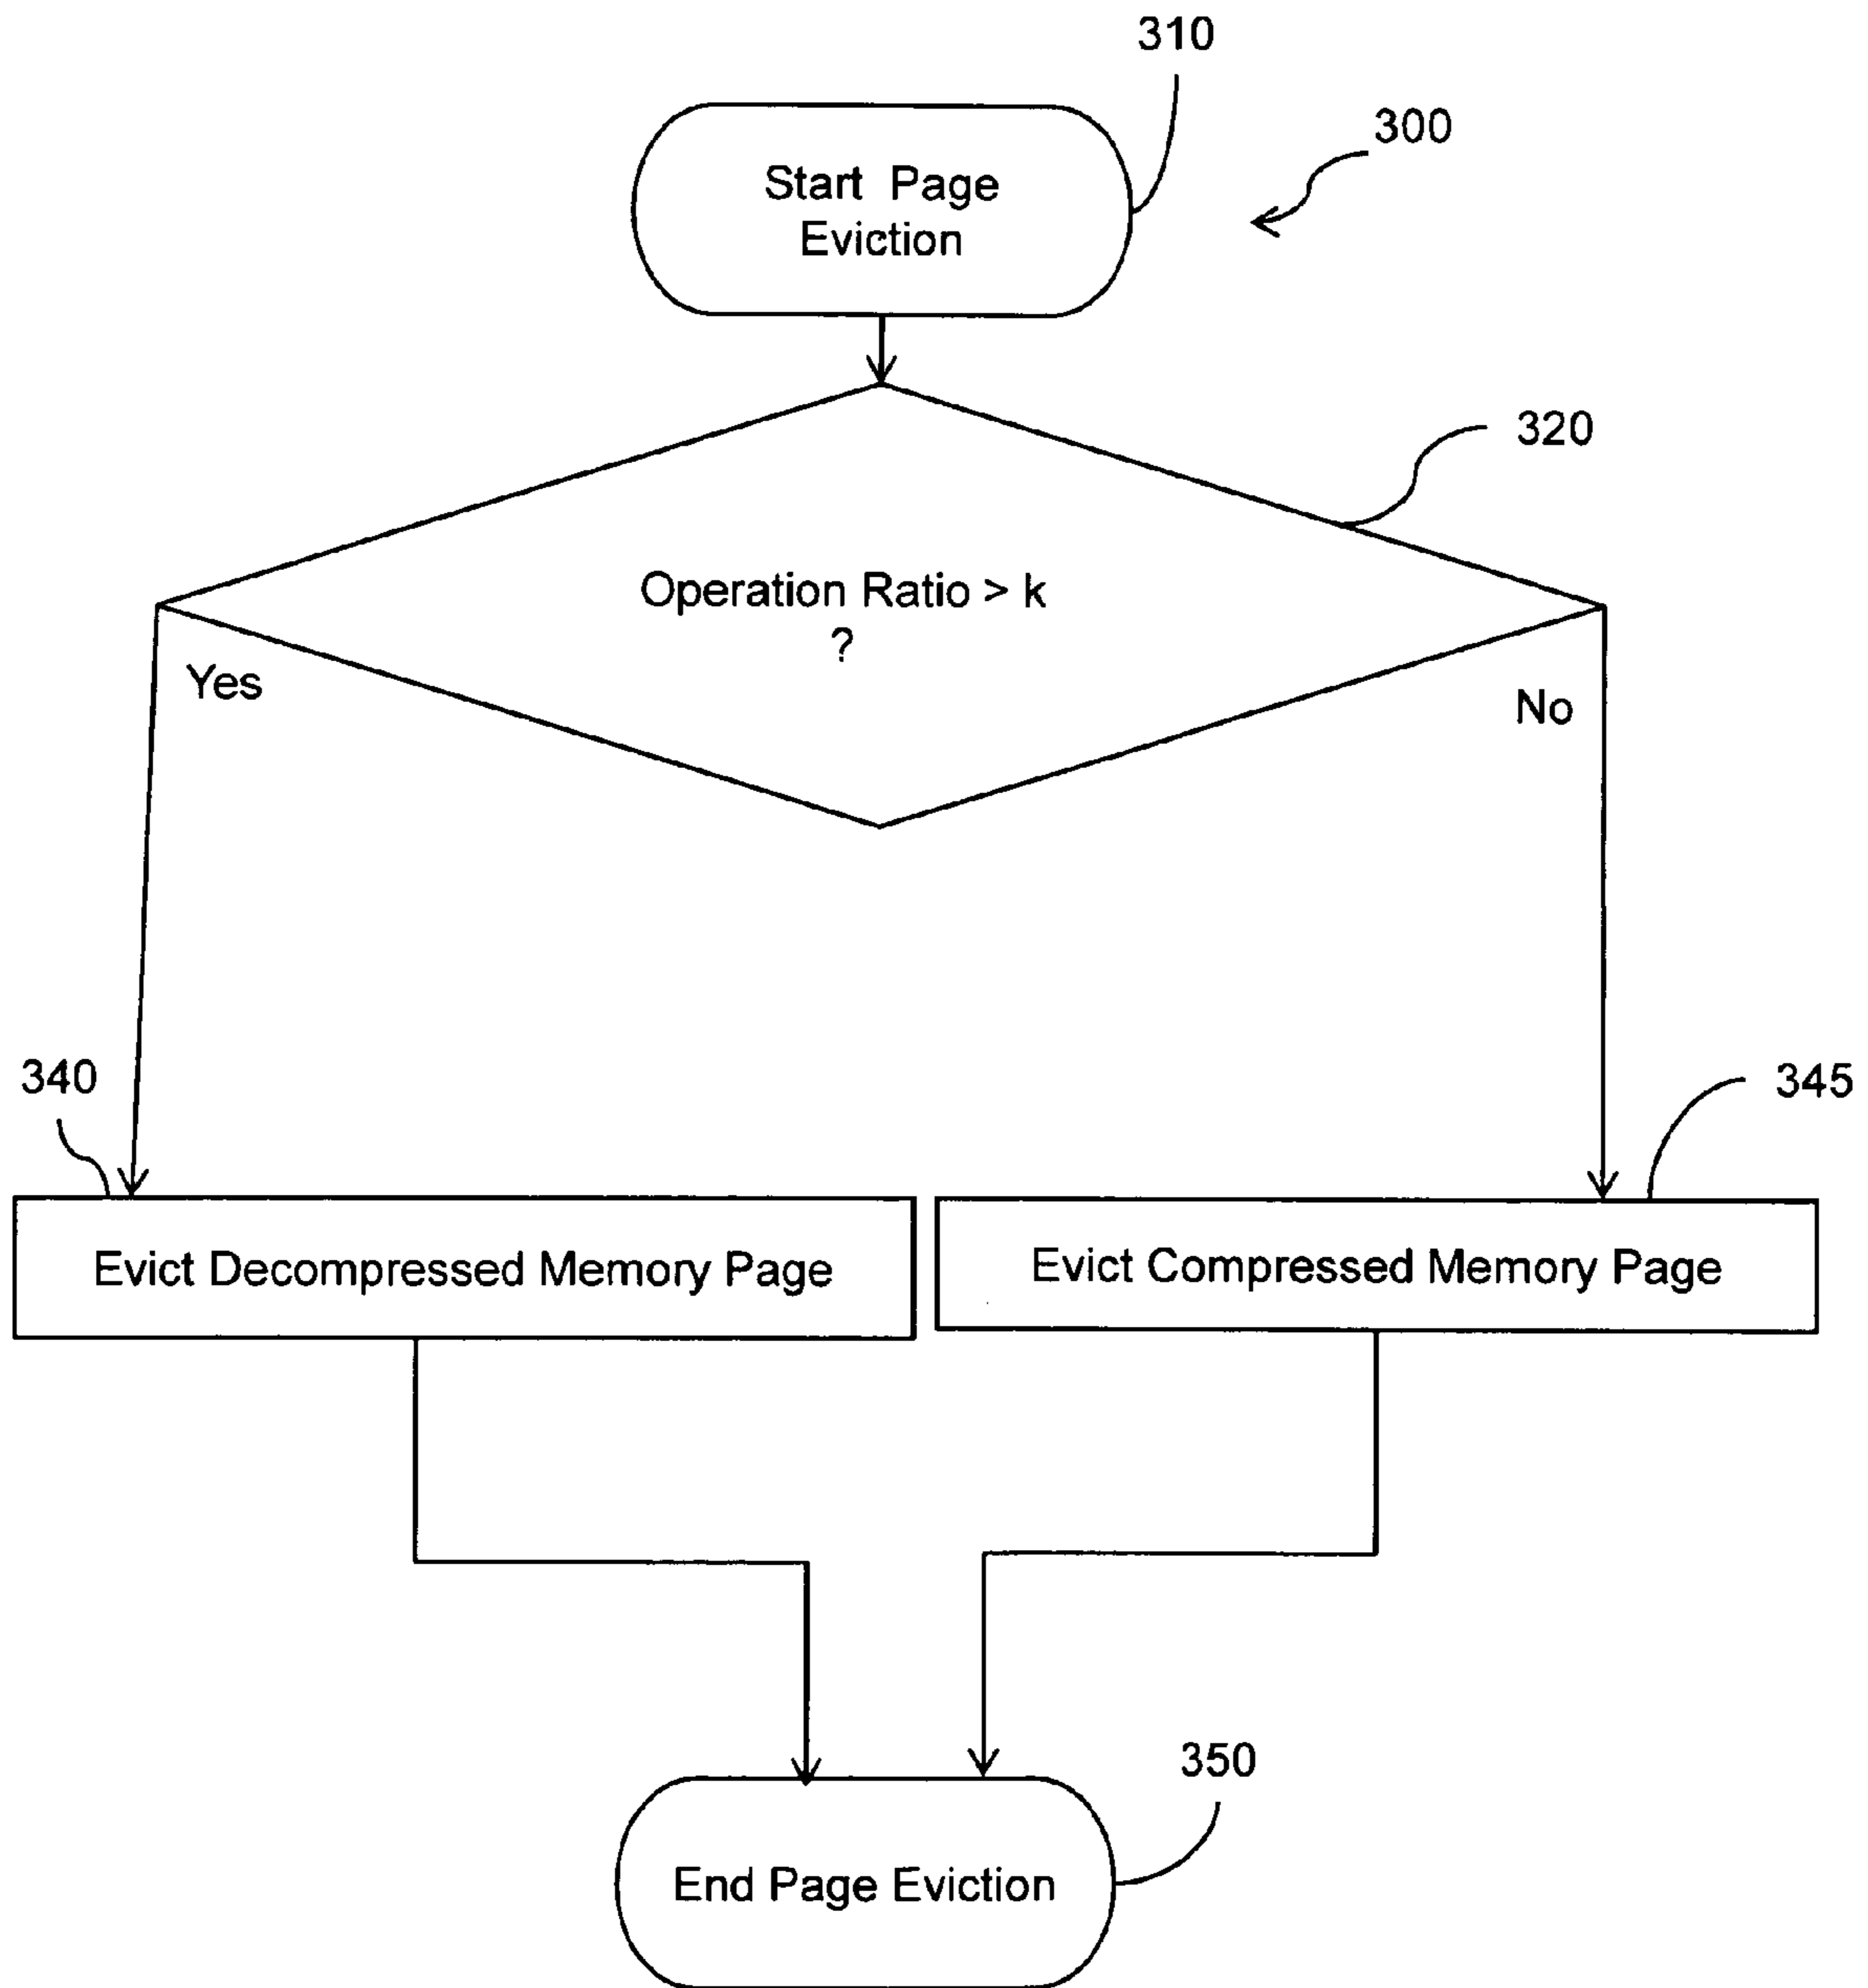 310
300
Start Page
Eviction
320
Operation Ratio > k
?
Yes
No
340
345
Evict Decompressed Memory Page
Evict Compressed Memory Page
350
End Page Eviction